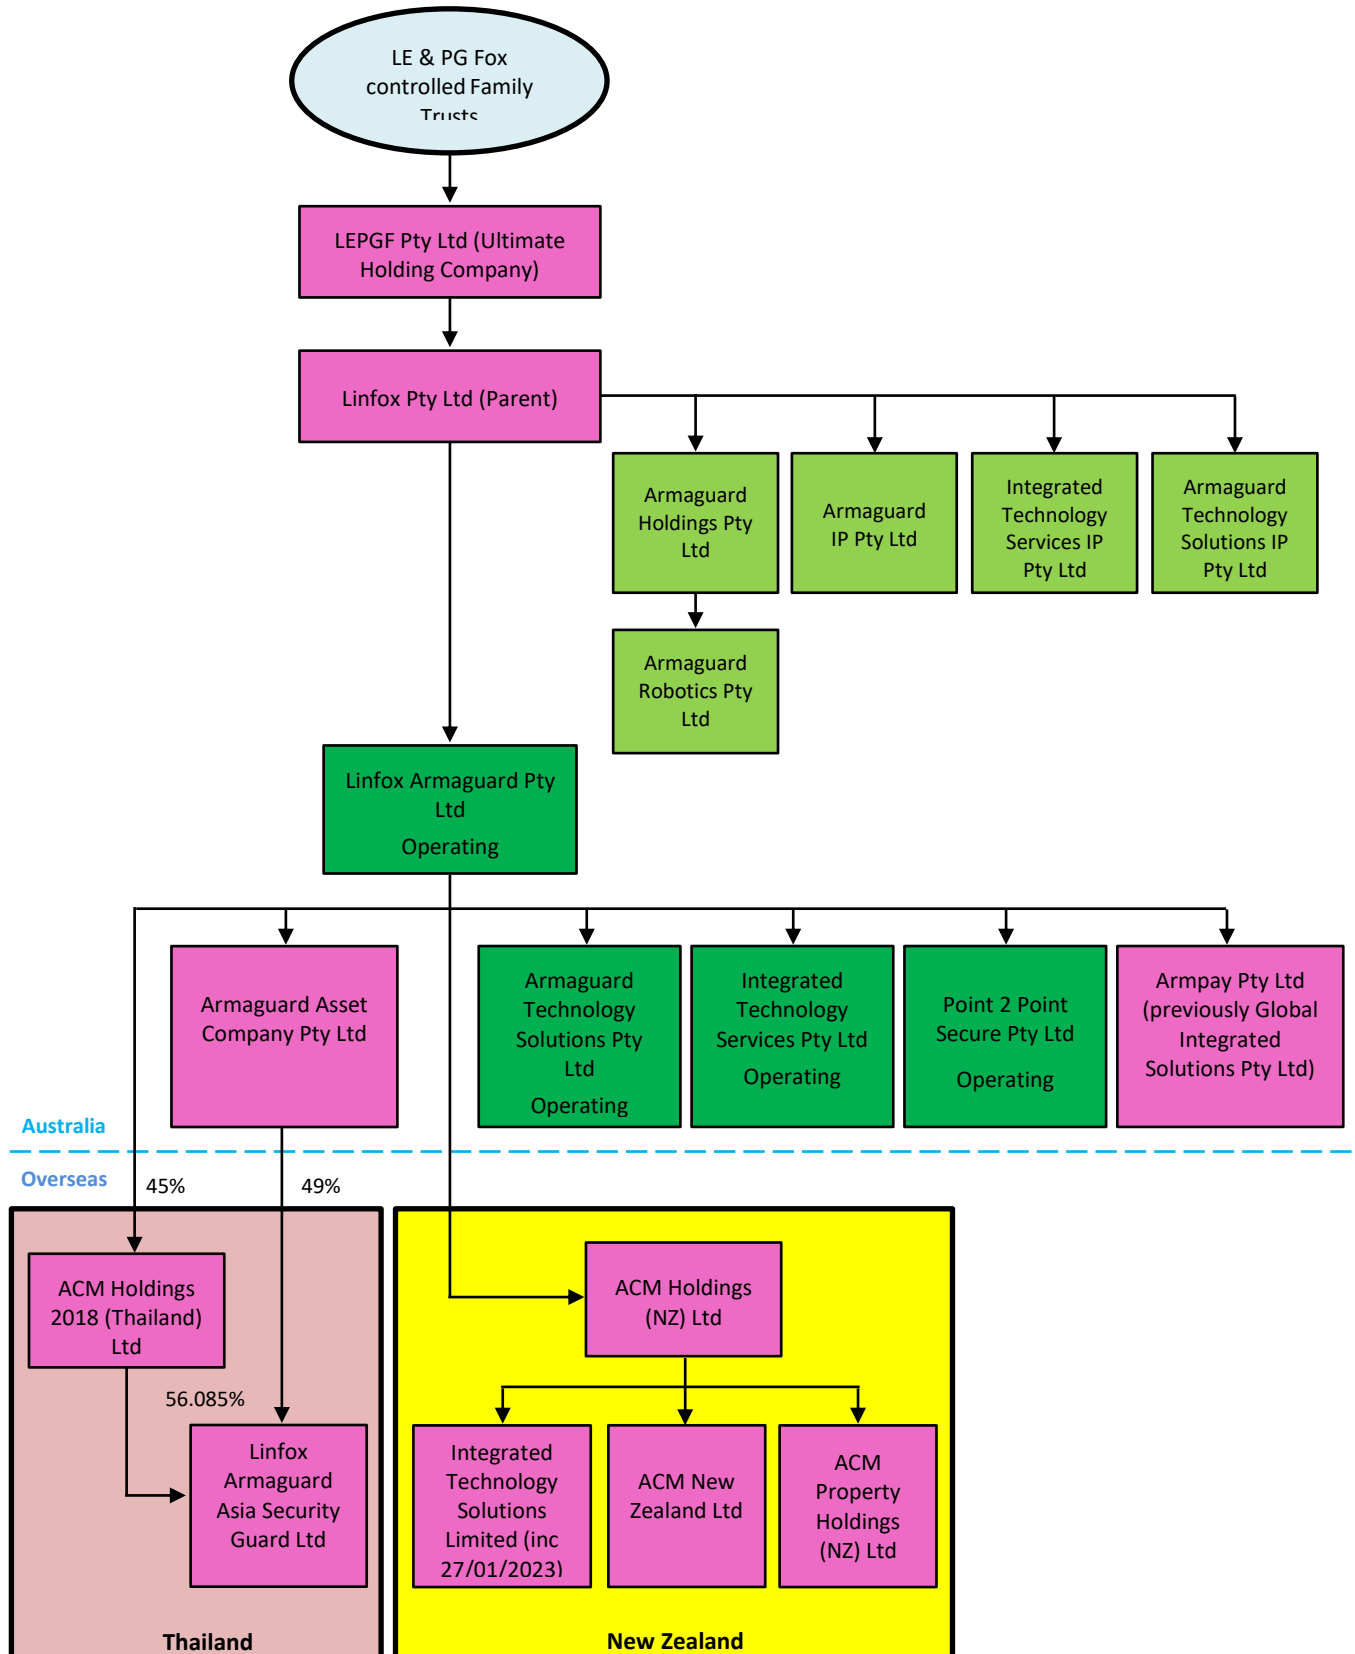 LE & PG Fox
controlled Family
Trusts
LEPGF Pty Ltd (Ultimate
Holding Company)
Linfox Pty Ltd (Parent)
Armaguard
Holdings Pty
Ltd
Armaguard
IP Pty Ltd
Integrated
Technology
Services IP
Pty Ltd
Armaguard
Technology
Solutions IP
Pty Ltd
Armaguard
Robotics Pty
Ltd
Linfox Armaguard Pty
Ltd
Operating
Armaguard Asset
Company Pty Ltd
Armaguard
Technology
Solutions Pty
Ltd
Operating
Integrated
Technology
Services Pty Ltd
Operating
Point 2 Point
Secure Pty Ltd
Operating
Armpay Pty Ltd
(previously Global
Integrated
Solutions Pty Ltd)
Australia
Overseas
45%
49%
ACM Holdings
2018 (Thailand)
Ltd
56.085%
Linfox
Armaguard
Asia Security
Guard Ltd
Thailand
ACM Holdings
(NZ) Ltd
Integrated
Technology
Solutions
Limited (inc
27/01/2023)
ACM New
Zealand Ltd
ACM
Property
Holdings
(NZ) Ltd
New Zealand